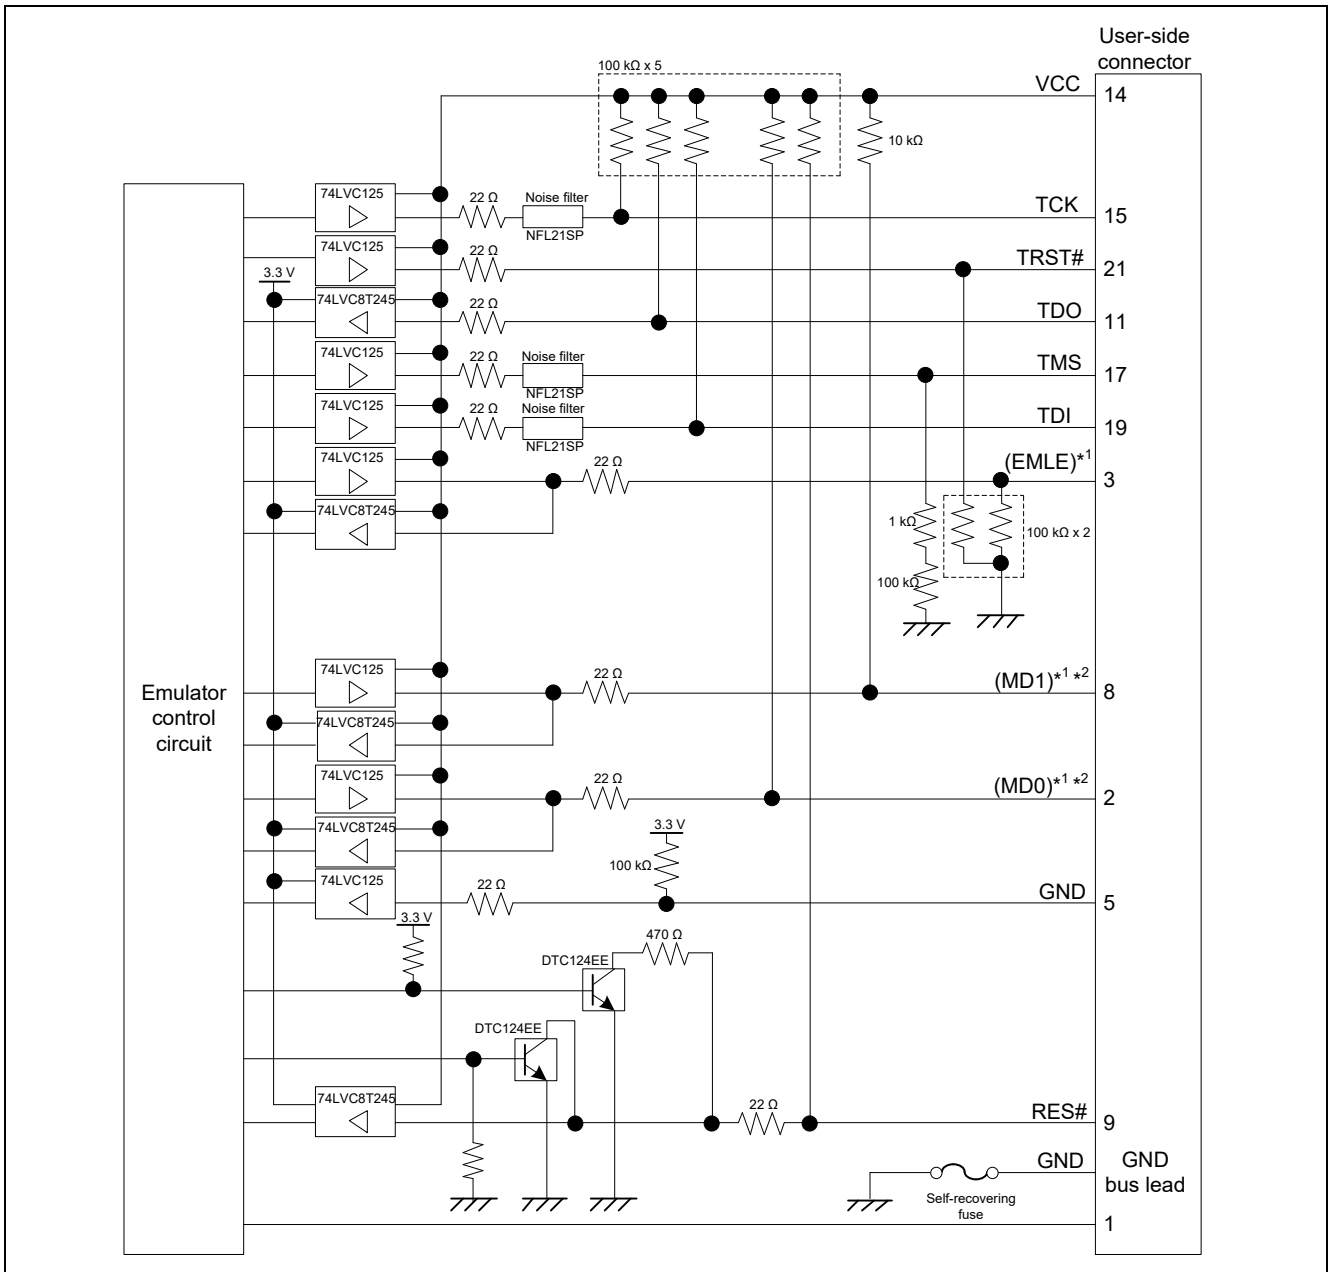 User-side
connector
100 kΩ x 5
VCC
14
10 kΩ
74LVC125
22 Ω
Noise filter
NFL21SP
TCK
15
74LVC125
22 Ω
TRST#
21
3.3 V
74LVC8T245
22 Ω
TDO
11
74LVC125
22 Ω
Noise filter
NFL21SP
TMS
17
74LVC125
22 Ω
Noise filter
NFL21SP
TDI
19
74LVC125
22 Ω
(EMLE)*1
3
74LVC8T245
1 kΩ
100 kΩ x 2
100 kΩ
Emulator
control
circuit
74LVC125
22 Ω
(MD1)*1 *2
8
74LVC8T245
74LVC125
22 Ω
(MD0)*1 *2
2
74LVC8T245
3.3 V
100 kΩ
74LVC125
22 Ω
GND
5
3.3 V
470 Ω
DTC124EE
DTC124EE
74LVC8T245
22 Ω
RES#
9
GND
GND
bus lead
Self-recovering
fuse
1